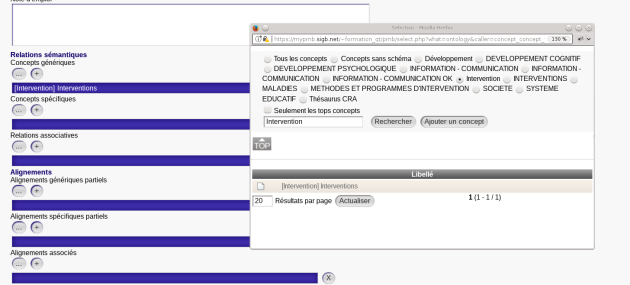 Note d'emploi
Relations sémantiques
Concepts génériques
... +
[Intervention] Interventions
Concepts spécifiques
... +
Relations associatives
... +
Alignements
Alignements génériques partiels
... +
Alignements spécifiques partiels
... +
Alignements associés
... +
X
Selecteur - Mozilla Firefox
https://mypmb.sigb.net/~formation_qt/pmb/select.php?what=ontology&caller=concept_concept_ 130 %
Tous les concepts Concepts sans schéma Développement DEVELOPPEMENT COGNITIF
DEVELOPPEMENT PSYCHOLOGIQUE INFORMATION - COMMUNICATION INFORMATION -
COMMUNICATION INFORMATION - COMMUNICATION OK Intervention INTERVENTIONS
MALADIES METHODES ET PROGRAMMES D'INTERVENTION SOCIETE SYSTEME
EDUCATIF Thésaurus CRA
Seulement les tops concepts
Intervention Rechercher Ajouter un concept
TOP
Libellé
[Intervention] Interventions
20 Résultats par page Actualiser 1 (1 - 1 / 1)